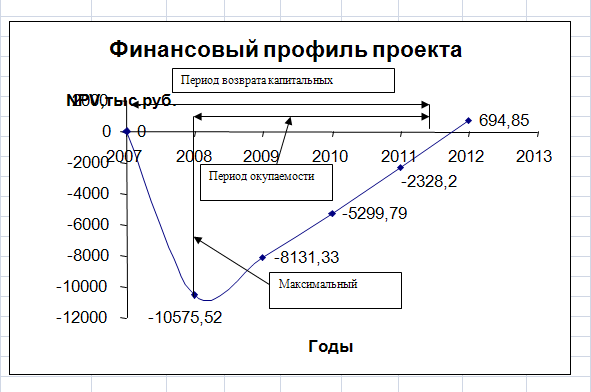 Финансовый профиль проекта
Период возврата капитальных
NPV,тыс.руб.
2000
0
0
694,85
2007 2008 2009 2010 2011 2012 2013
-2000
Период окупаемости
-2328,2
-4000
-5299,79
-6000
-8000
-8131,33
Максимальный
-10000
-12000
-10575,52
Годы